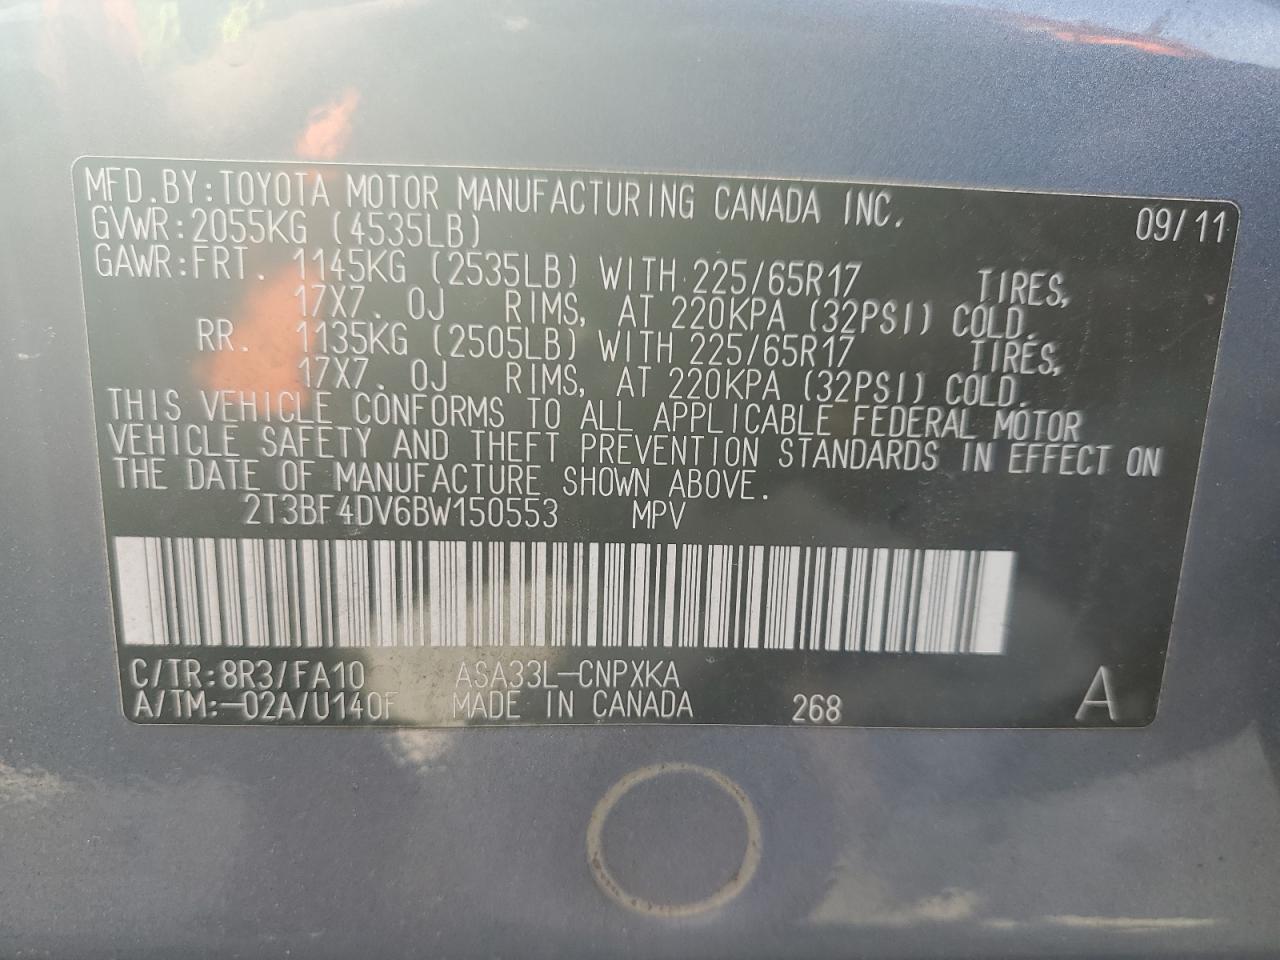 MFD.BY:TOYOTA MOTOR MANUFACTURING CANADA INC. 09/11
GVWR:2055KG (4535LB)
GAWR:FRT. 1145KG (2535LB) WITH 225/65R17 TIRES,
17X7.0J RIMS, AT 220KPA (32PSI) COLD.
RR. 1135KG (2505LB) WITH 225/65R17 TIRES,
17X7.0J RIMS, AT 220KPA (32PSI) COLD.
THIS VEHICLE CONFORMS TO ALL APPLICABLE FEDERAL MOTOR
VEHICLE SAFETY AND THEFT PREVENTION STANDARDS IN EFFECT ON
THE DATE OF MANUFACTURE SHOWN ABOVE.
2T3BF4DV6BW150553 MPV
C/TR:8R3/FA10 ASA33L-CNPXKA
A/TM:-02A/U140F MADE IN CANADA 268 A